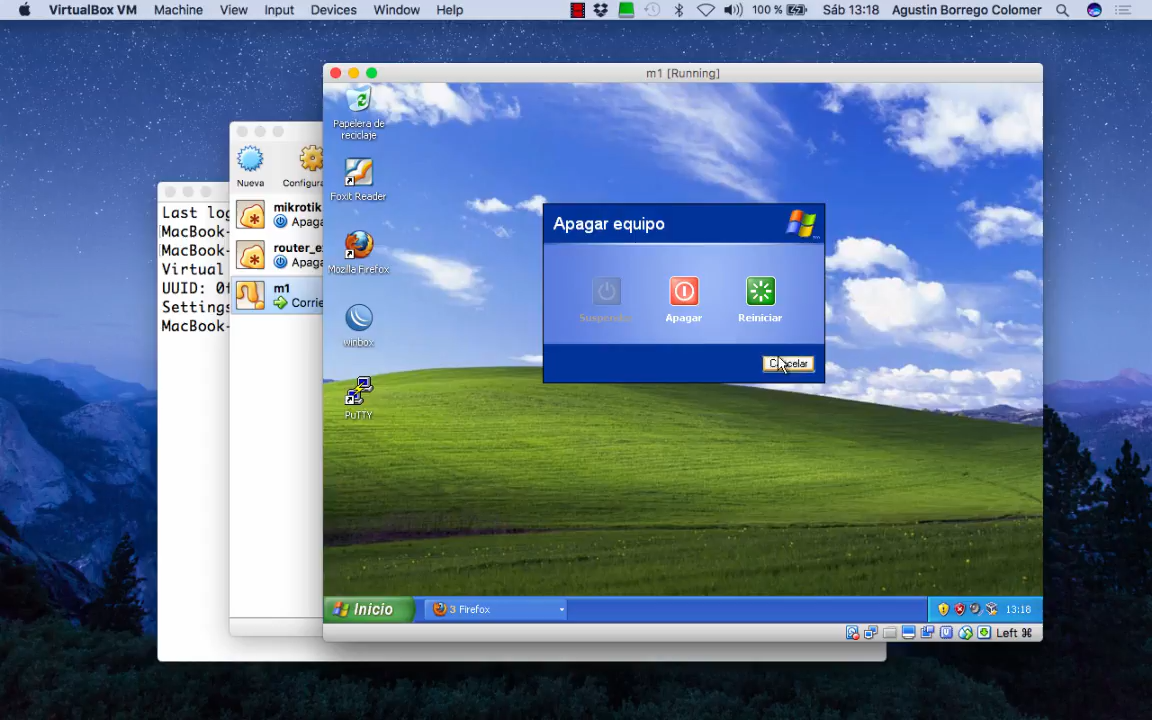 VirtualBox VM Machine View Input Devices Window Help 100 % Sáb 13:18 Agustin Borrego Colomer
m1 [Running]
Nueva
Configura
mikrotik
Apaga
router_e
Apaga
m1
Corrie
Last log
MacBook-
MacBook-
Virtual
UUID: 0
Settings
MacBook-
Papelera de
reciclaje
Foxit Reader
Mozilla Firefox
winbox
PuTTY
Apagar equipo
Suspender
Apagar
Reiniciar
Cancelar
Inicio
3 Firefox
13:18
Left ⌘